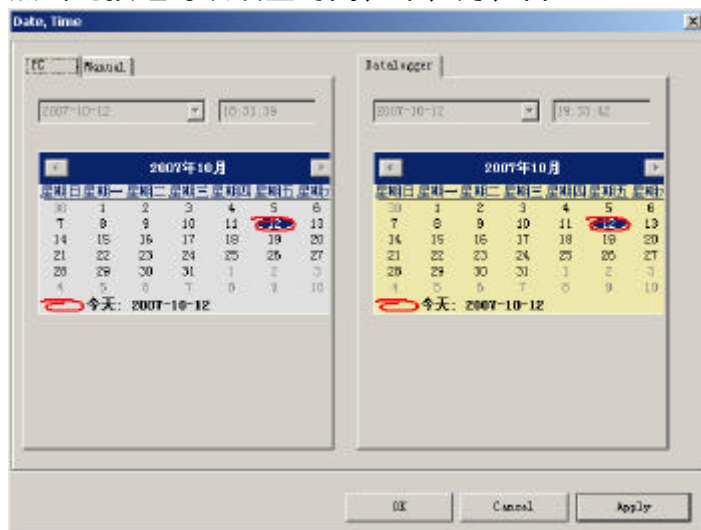 Date, Time
PC Manual
2007-10-12
2007年10月
星期日 星期一 星期二 星期三 星期四 星期五 星期六
30 1 2 3 4 5 6
7 8 9 10 11 12 13
14 15 16 17 18 19 20
21 22 23 24 25 26 27
28 29 30 31 1 2 3
4 5 6 7 8 9 10
今天: 2007-10-12
Datalogger
2007-10-12
2007年10月
星期日 星期一 星期二 星期三 星期四 星期五 星期六
30 1 2 3 4 5 6
7 8 9 10 11 12 13
14 15 16 17 18 19 20
21 22 23 24 25 26 27
28 29 30 31 1 2 3
4 5 6 7 8 9 10
今天: 2007-10-12
OK Cancel Apply